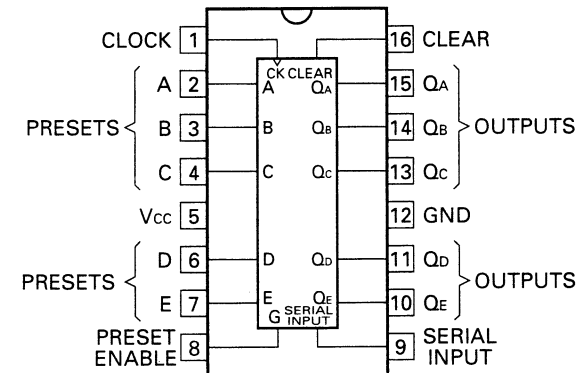 CLOCK 1 16 CLEAR
CK CLEAR
A 2 A QA 15 QA
PRESETS B 3 B QB 14 QB OUTPUTS
C 4 C QC 13 QC
Vcc 5 12 GND
D 6 D QD 11 QD
PRESETS OUTPUTS
E 7 E QE 10 QE
G SERIAL INPUT
PRESET ENABLE 8 9 SERIAL INPUT